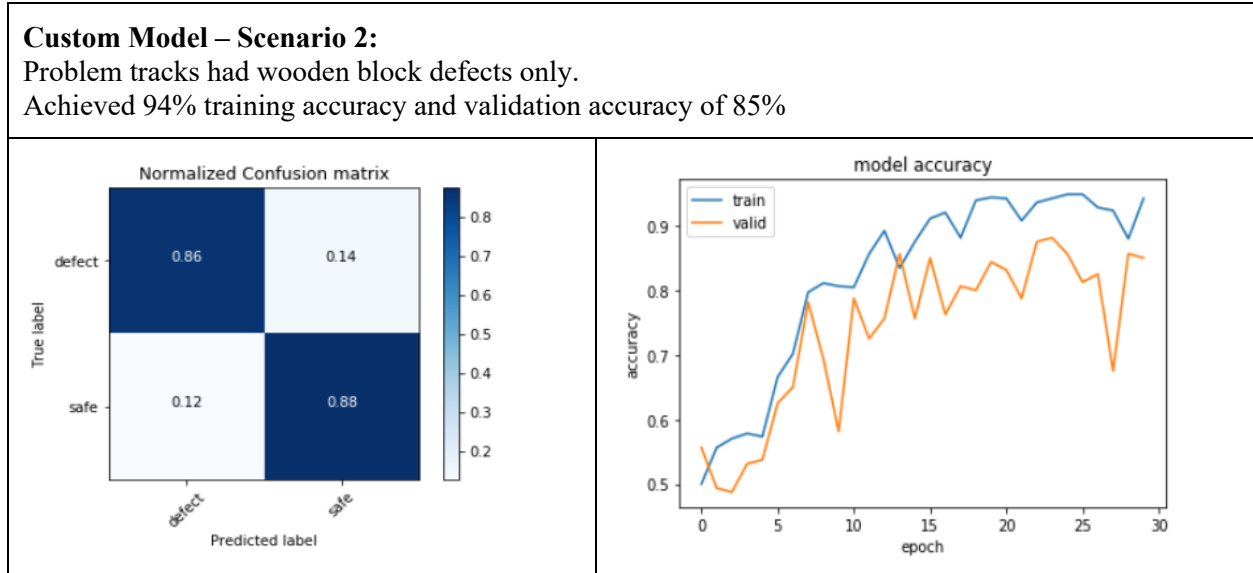 Custom Model – Scenario 2:
Problem tracks had wooden block defects only.
Achieved 94% training accuracy and validation accuracy of 85%
Normalized Confusion matrix
defect
0.86
0.14
safe
0.12
0.88
True label
defect
safe
Predicted label
0.8
0.7
0.6
0.5
0.4
0.3
0.2
model accuracy
train
valid
0.9
0.8
0.7
0.6
0.5
accuracy
0
5
10
15
20
25
30
epoch